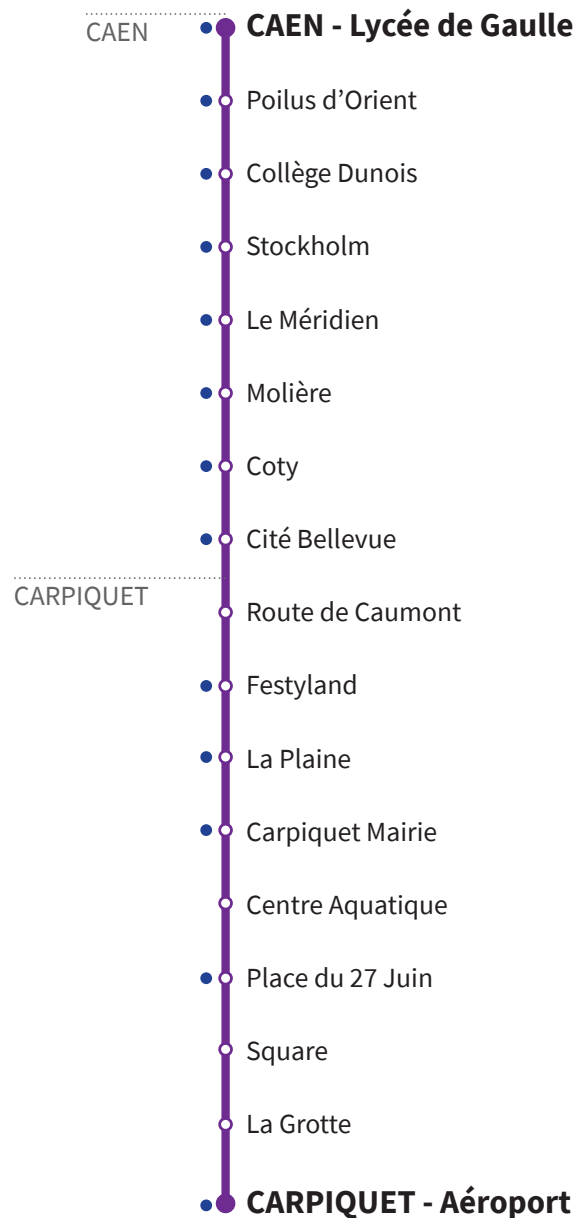 CAEN
CAEN - Lycée de Gaulle
Poilus d’Orient
Collège Dunois
Stockholm
Le Méridien
Molière
Coty
Cité Bellevue
CARPIQUET
Route de Caumont
Festyland
La Plaine
Carpiquet Mairie
Centre Aquatique
Place du 27 Juin
Square
La Grotte
CARPIQUET - Aéroport